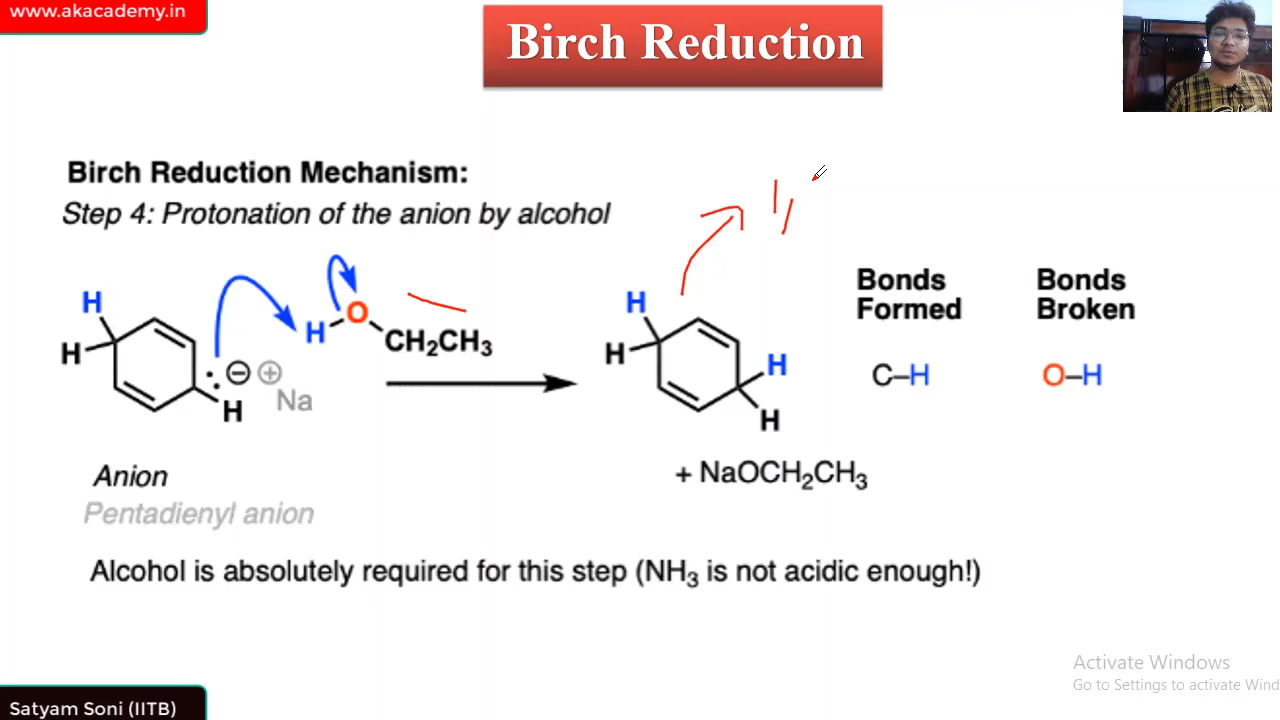 www.akacademy.in
Birch Reduction
Birch Reduction Mechanism:
Step 4: Protonation of the anion by alcohol
H
H
H
⊖ ⊕
Na
H–O
CH₂CH₃
H
H
H
H
+ NaOCH₂CH₃
Bonds
Formed
C–H
Bonds
Broken
O–H
Anion
Pentadienyl anion
Alcohol is absolutely required for this step (NH₃ is not acidic enough!)
Activate Windows
Go to Settings to activate Wind
Satyam Soni (IITB)